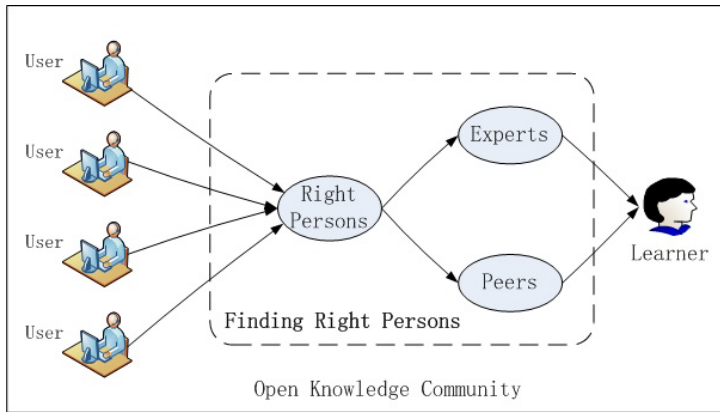 User
User
User
User
Right
Persons
Experts
Peers
Learner
Finding Right Persons
Open Knowledge Community